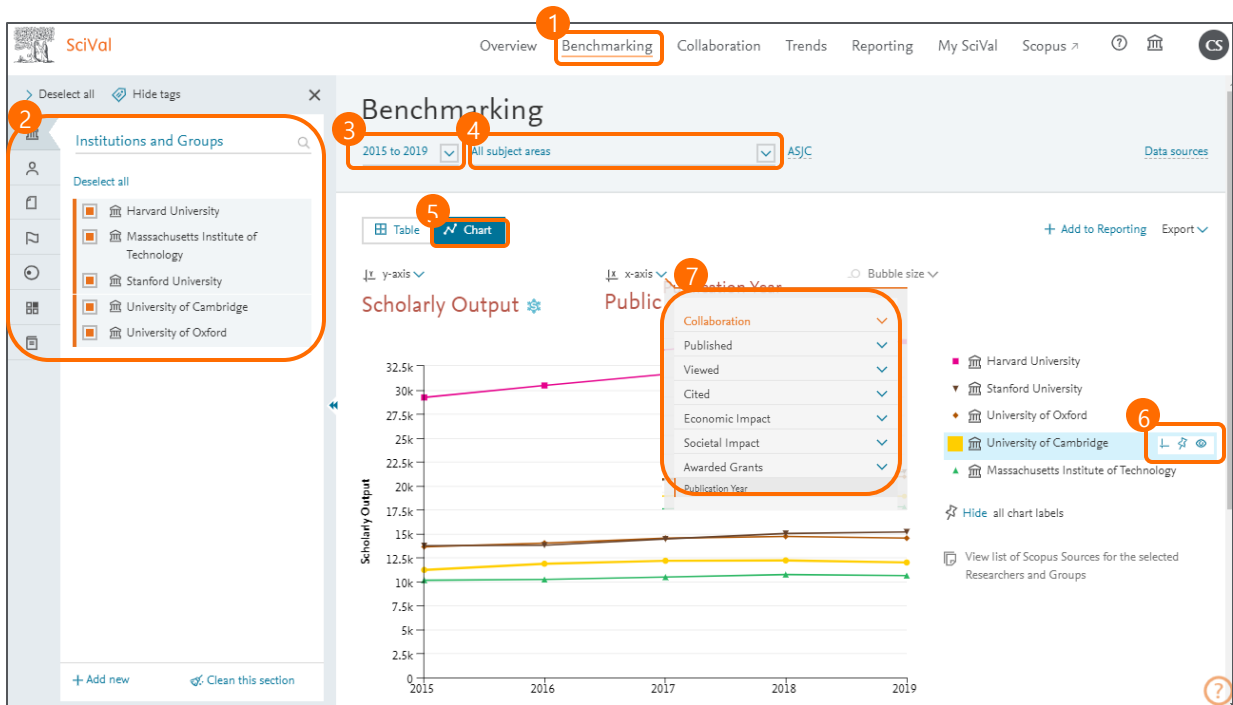 1
SciVal
Overview Benchmarking Collaboration Trends Reporting My SciVal Scopus ↗ CS
Deselect all Hide tags
2
Institutions and Groups
Deselect all
Harvard University
Massachusetts Institute of
Technology
Stanford University
University of Cambridge
University of Oxford
+ Add new Clean this section
Benchmarking
3 4
2015 to 2019 All subject areas ASJC Data sources
5
Table Chart + Add to Reporting Export
y-axis x-axis 7 Bubble size
Scholarly Output Public
Publication Year
Collaboration
Published
Viewed
Cited
Economic Impact
Societal Impact
Awarded Grants
Publication Year
Scholarly Output
32.5k
30k
27.5k
25k
22.5k
20k
17.5k
15k
12.5k
10k
7.5k
5k
2.5k
0
2015 2016 2017 2018 2019
Harvard University
Stanford University
University of Oxford
6
University of Cambridge
Massachusetts Institute of Technology
Hide all chart labels
View list of Scopus Sources for the selected
Researchers and Groups
?